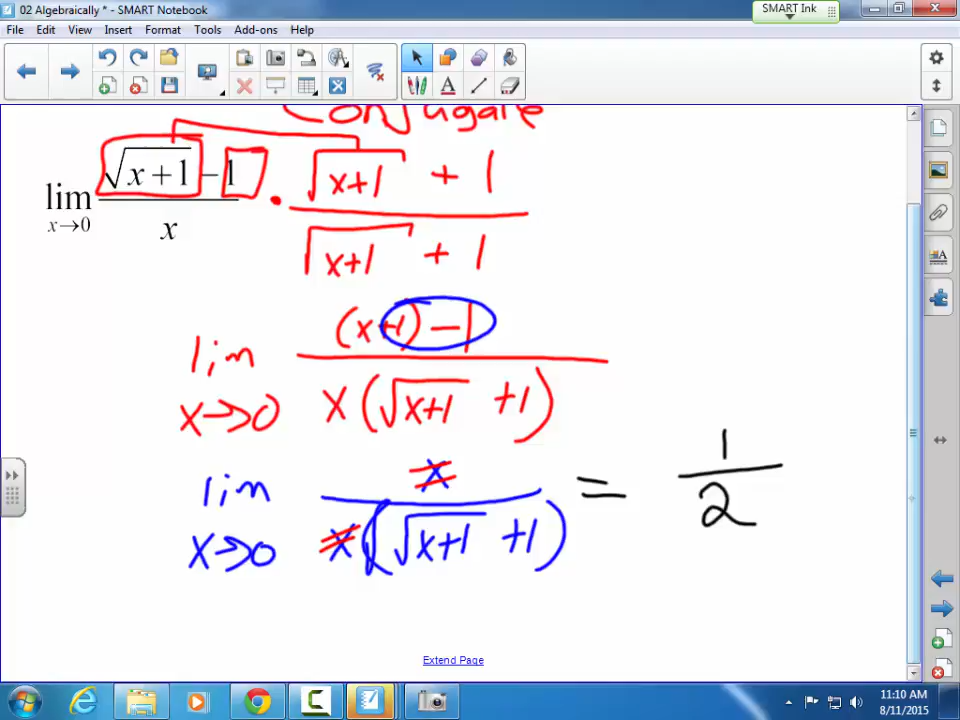 02 Algebraically * - SMART Notebook
SMART Ink
File Edit View Insert Format Tools Add-ons Help
Conjugate
lim x→0 (√(x+1) − 1)/x · (√(x+1) + 1)/(√(x+1) + 1)
lim x→0 ((x+1) − 1)/(x(√(x+1) + 1))
lim x→0 x/(x(√(x+1) + 1)) = 1/2
Extend Page
11:10 AM
8/11/2015